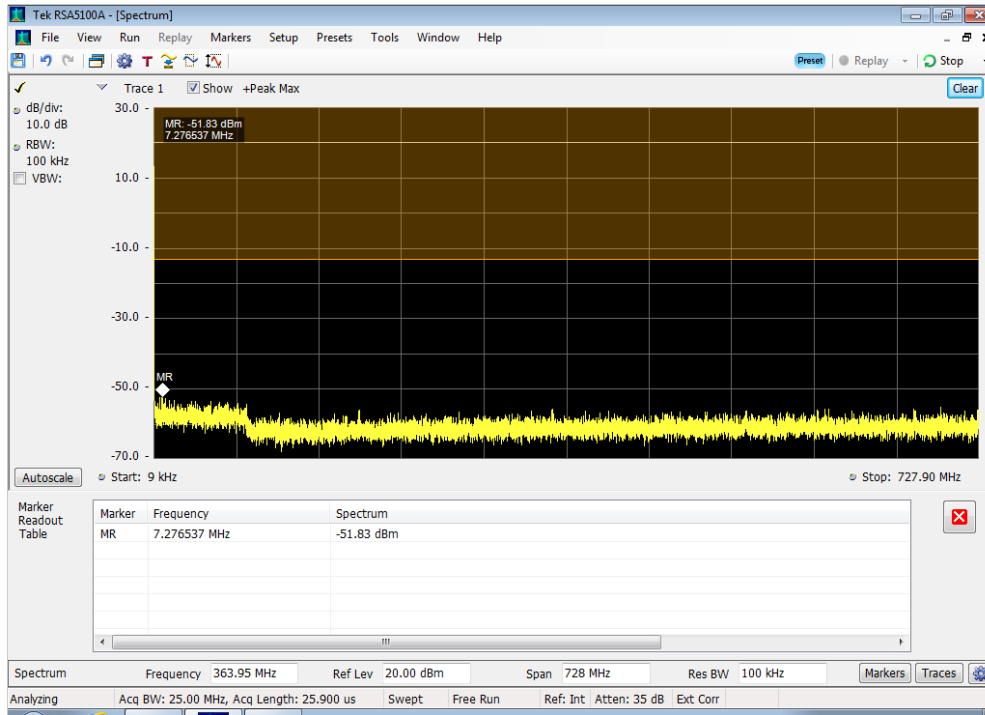 Tek RSA5100A - [Spectrum]
File View Run Replay Markers Setup Presets Tools Window Help
T Preset Replay Stop
Trace 1 Show +Peak Max Clear
dB/div:
10.0 dB
RBW:
100 kHz
VBW:
30.0
10.0
-10.0
-30.0
-50.0
-70.0
MR: -51.83 dBm
7.276537 MHz
MR
Autoscale Start: 9 kHz Stop: 727.90 MHz
Marker
Readout
Table
Marker Frequency Spectrum
MR 7.276537 MHz -51.83 dBm
Spectrum Frequency 363.95 MHz Ref Lev 20.00 dBm Span 728 MHz Res BW 100 kHz Markers Traces
Analyzing Acq BW: 25.00 MHz, Acq Length: 25.900 us Swept Free Run Ref: Int Atten: 35 dB Ext Corr